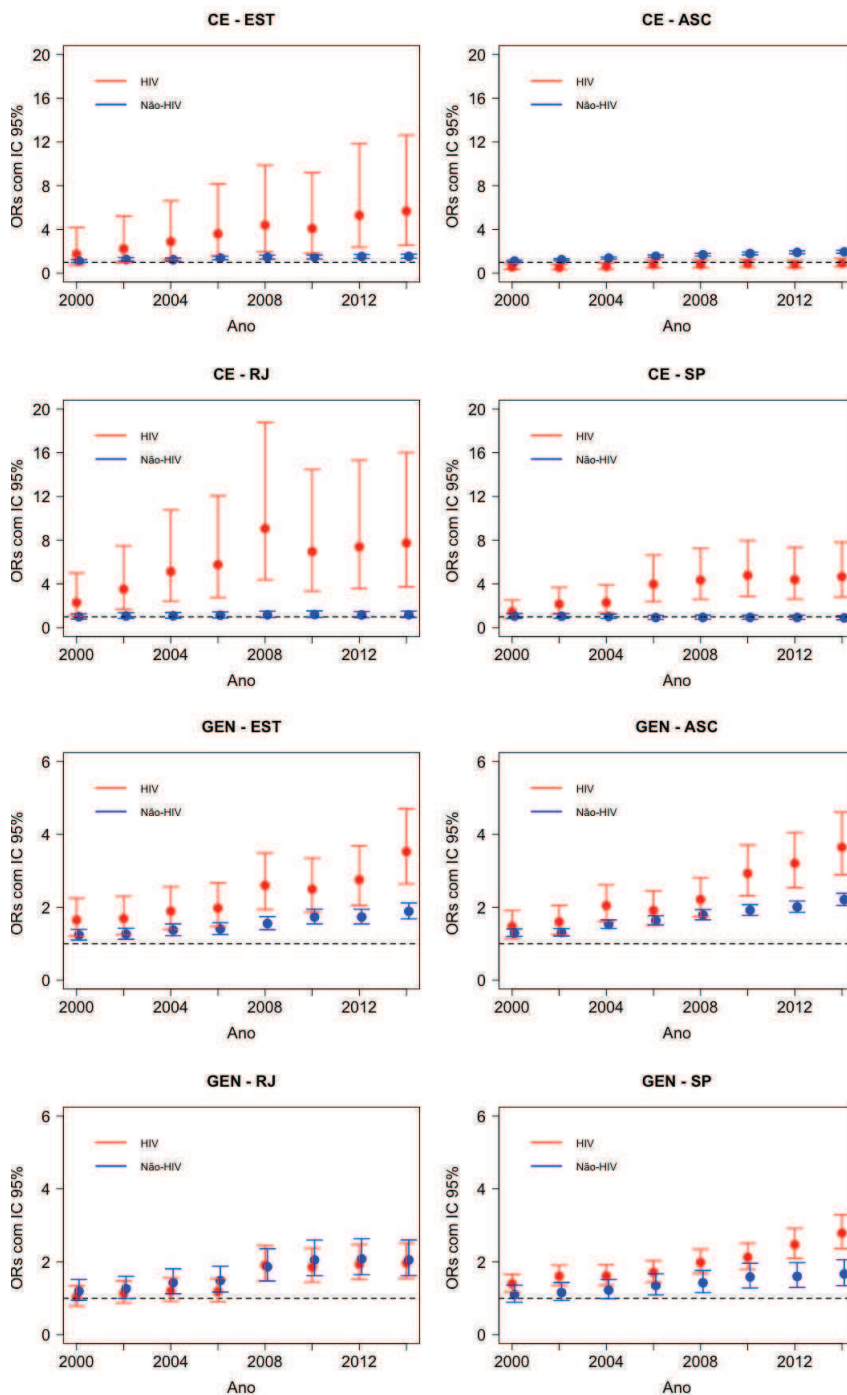 CE - EST
CE - ASC
20
16
12
8
4
0
ORs com IC 95%
HIV
Não-HIV
2000 2004 2008 2012
Ano
20
16
12
8
4
0
ORs com IC 95%
HIV
Não-HIV
2000 2004 2008 2012
Ano
CE - RJ
CE - SP
20
16
12
8
4
0
ORs com IC 95%
HIV
Não-HIV
2000 2004 2008 2012
Ano
20
16
12
8
4
0
ORs com IC 95%
HIV
Não-HIV
2000 2004 2008 2012
Ano
GEN - EST
GEN - ASC
6
4
2
0
ORs com IC 95%
HIV
Não-HIV
2000 2004 2008 2012
Ano
6
4
2
0
ORs com IC 95%
HIV
Não-HIV
2000 2004 2008 2012
Ano
GEN - RJ
GEN - SP
6
4
2
0
ORs com IC 95%
HIV
Não-HIV
2000 2004 2008 2012
Ano
6
4
2
0
ORs com IC 95%
HIV
Não-HIV
2000 2004 2008 2012
Ano